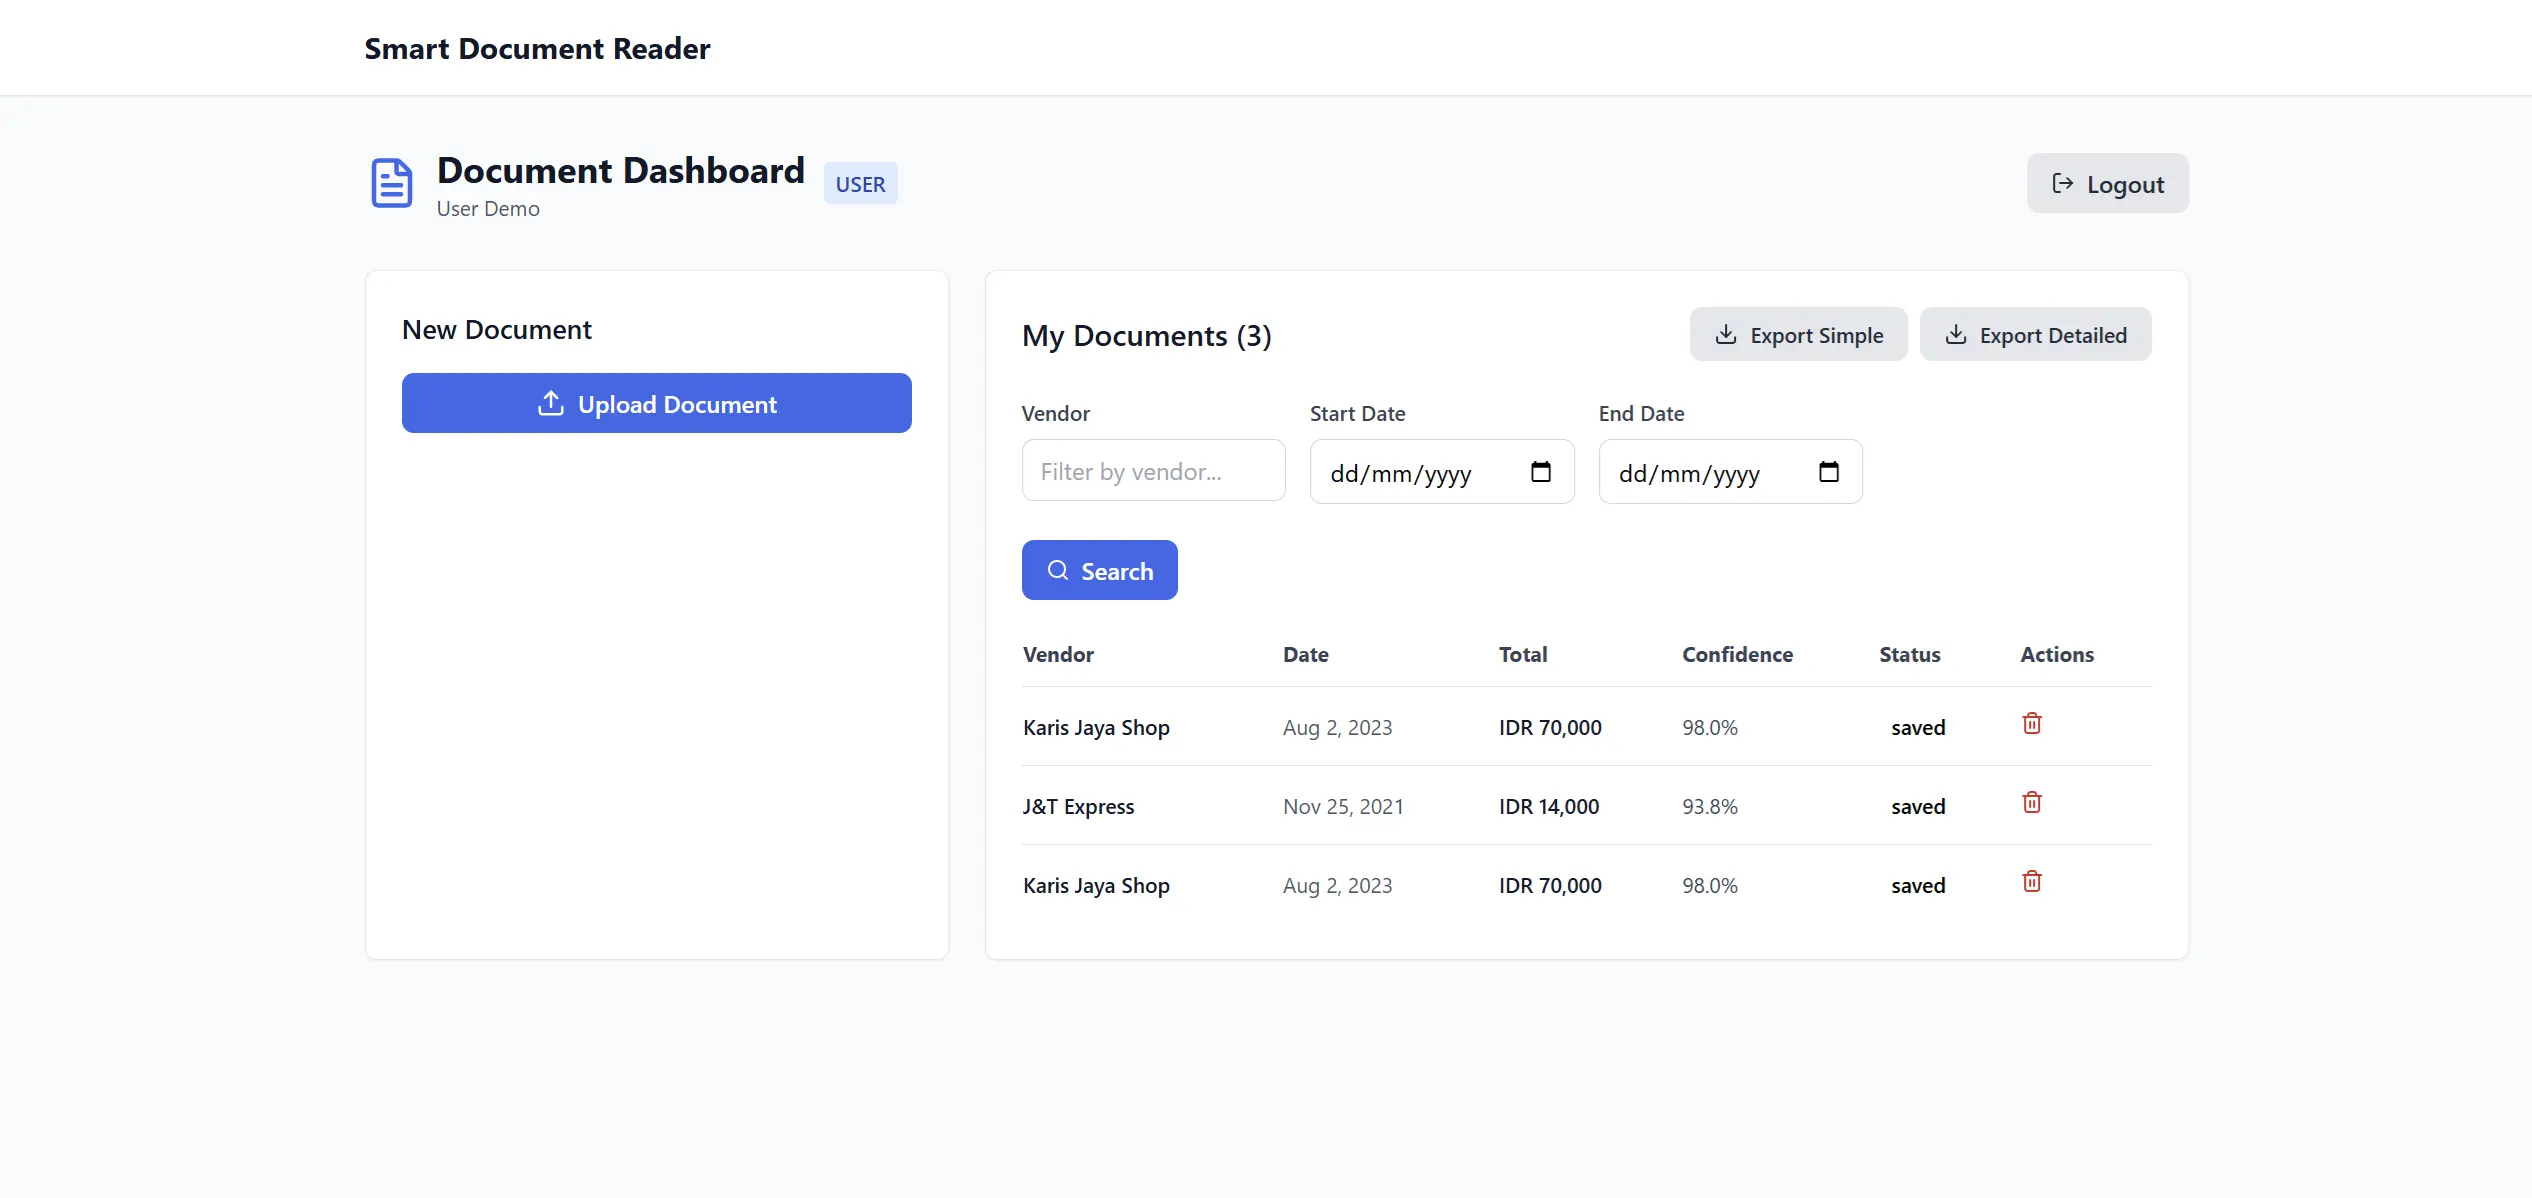 Smart Document Reader
Document Dashboard
USER
User Demo
Logout
New Document
Upload Document
My Documents (3)
Export Simple
Export Detailed
Vendor
Start Date
End Date
Filter by vendor...
dd/mm/yyyy
dd/mm/yyyy
Search
Vendor Date Total Confidence Status Actions
Karis Jaya Shop Aug 2, 2023 IDR 70,000 98.0% saved
J&T Express Nov 25, 2021 IDR 14,000 93.8% saved
Karis Jaya Shop Aug 2, 2023 IDR 70,000 98.0% saved